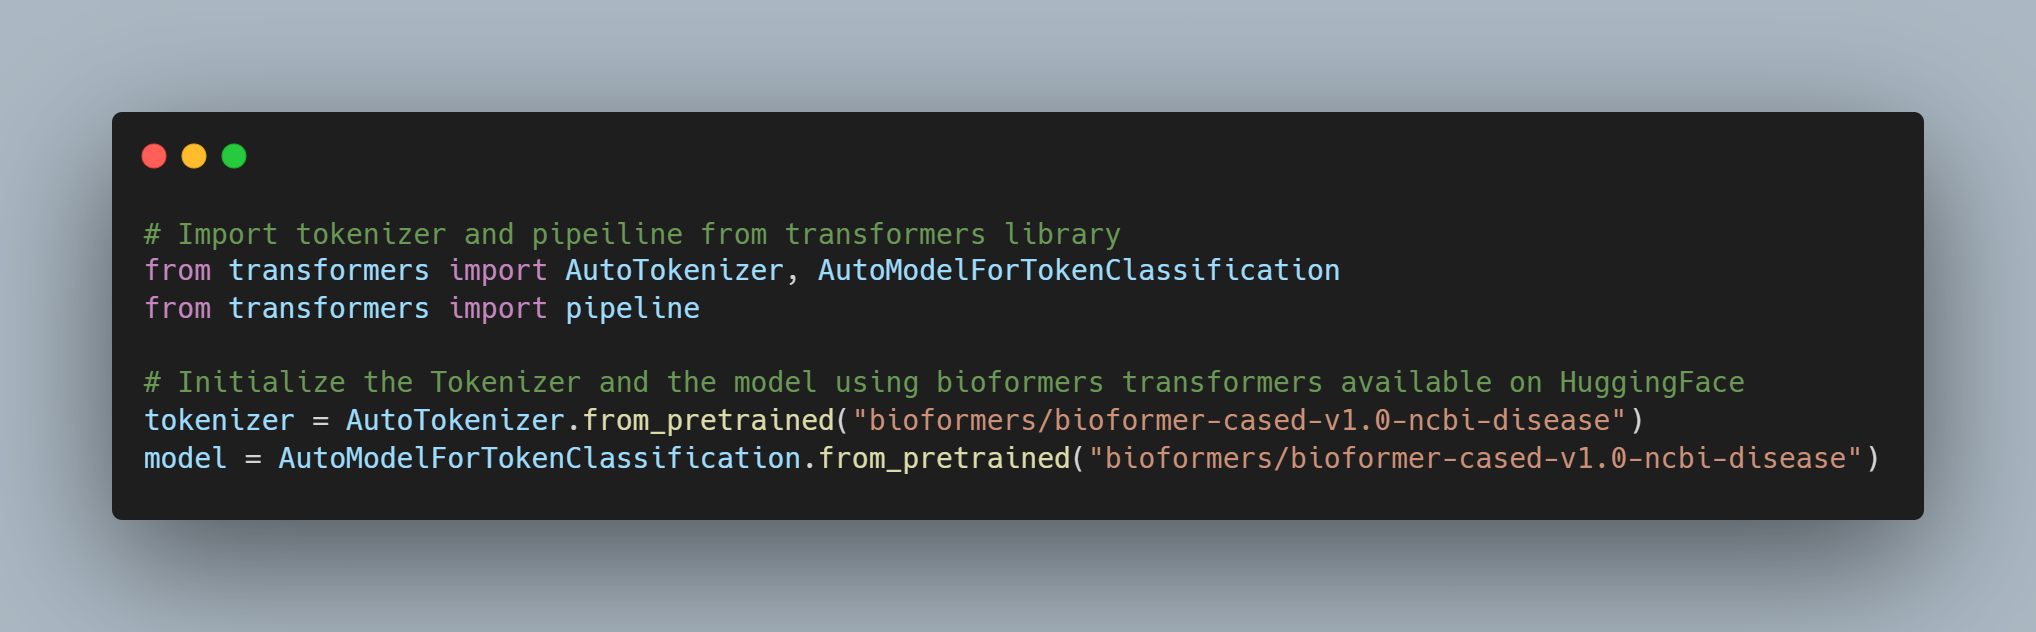 # Import tokenizer and pipeiline from transformers library
from transformers import AutoTokenizer, AutoModelForTokenClassification
from transformers import pipeline
# Initialize the Tokenizer and the model using bioformers transformers available on HuggingFace
tokenizer = AutoTokenizer.from_pretrained("bioformers/bioformer-cased-v1.0-ncbi-disease")
model = AutoModelForTokenClassification.from_pretrained("bioformers/bioformer-cased-v1.0-ncbi-disease")